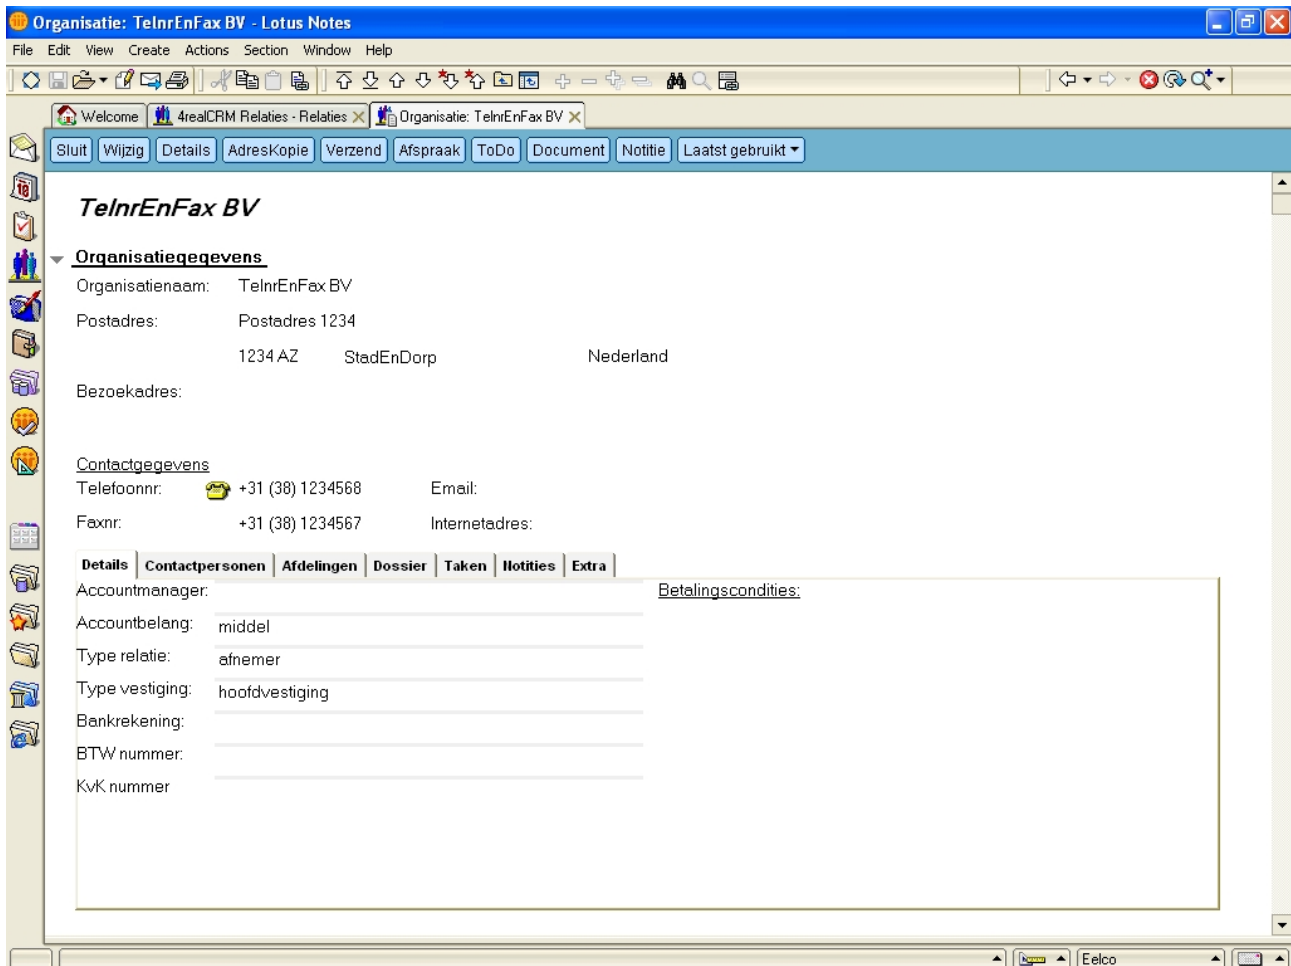 Organisatie: TelnrEnFax BV - Lotus Notes
File Edit View Create Actions Section Window Help
Welcome 4realCRM Relaties - Relaties Organisatie: TelnrEnFax BV
Sluit Wijzig Details AdresKopie Verzend Afspraak ToDo Document Notitie Laatst gebruikt
TelnrEnFax BV
Organisatiegegevens
Organisatienaam: TelnrEnFax BV
Postadres: Postadres 1234
1234 AZ StadEnDorp Nederland
Bezoekadres:
Contactgegevens
Telefoonnr: +31 (38) 1234568 Email:
Faxnr: +31 (38) 1234567 Internetadres:
Details Contactpersonen Afdelingen Dossier Taken Notities Extra
Accountmanager: Betalingscondities:
Accountbelang: middel
Type relatie: afnemer
Type vestiging: hoofdvestiging
Bankrekening:
BTW nummer:
KvK nummer
Eelco